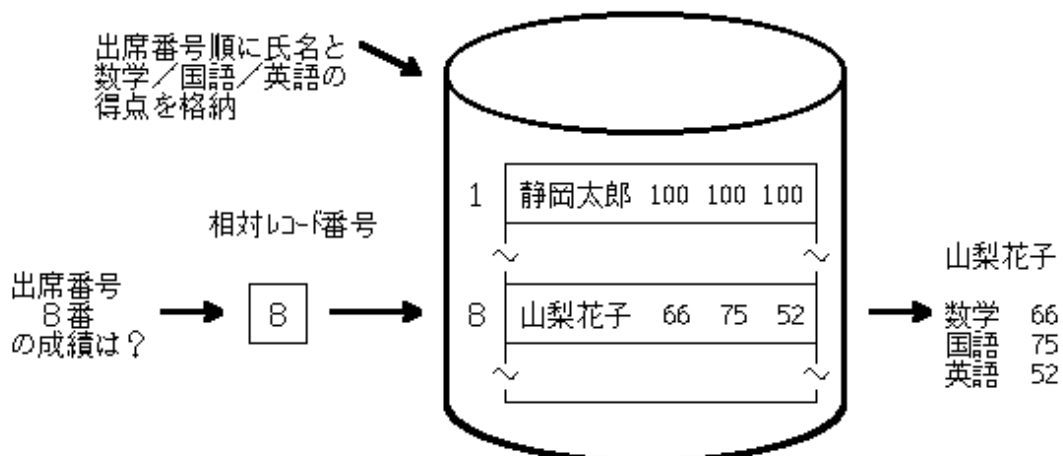 出席番号順に氏名と
数学／国語／英語の
得点を格納
1 静岡太郎 100 100 100
相対ﾚｺｰﾄﾞ番号
出席番号
８番
の成績は？
8
8 山梨花子 66 75 52
山梨花子
数学 66
国語 75
英語 52